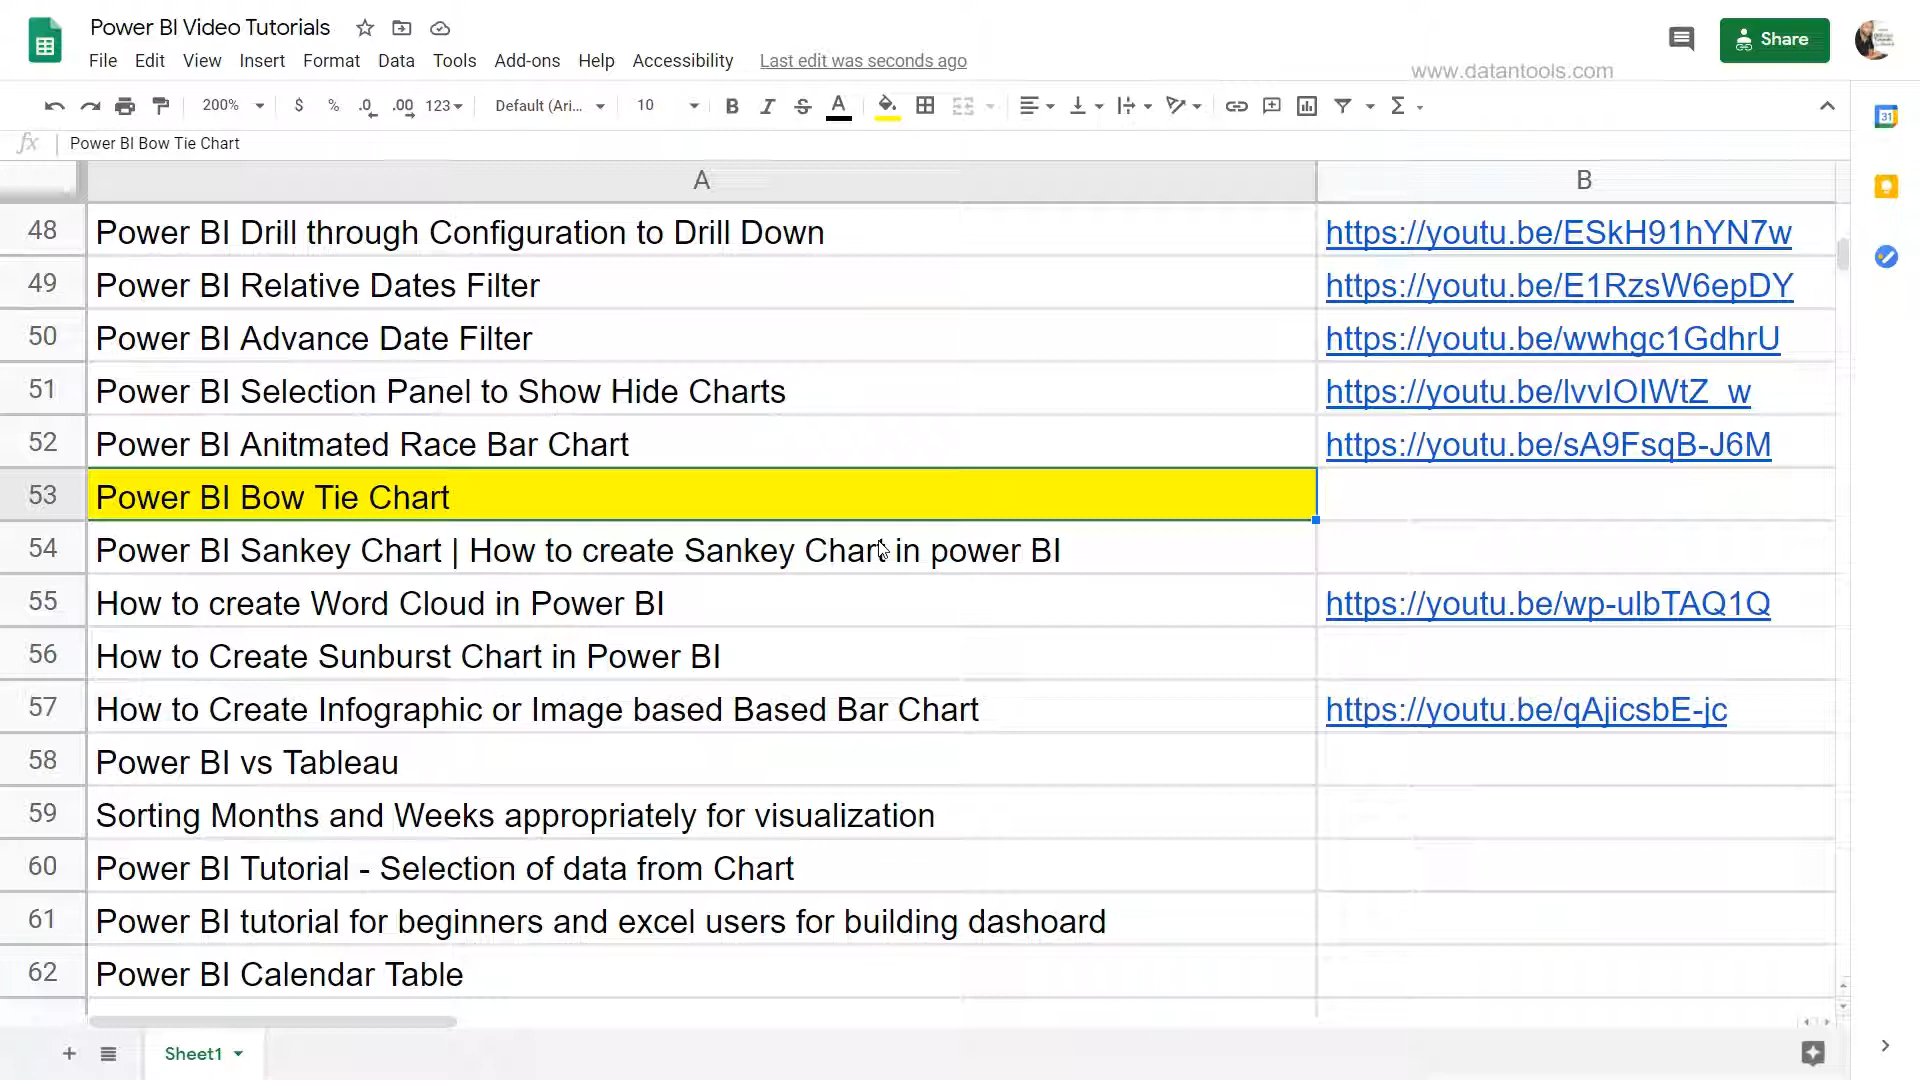 Power BI Video Tutorials
File Edit View Insert Format Data Tools Add-ons Help Accessibility Last edit was seconds ago
Share
www.datantools.com
200% $ % .0 .00 123 Default (Ari... 10 B I S A Σ
fx Power BI Bow Tie Chart
A B
48 Power BI Drill through Configuration to Drill Down https://youtu.be/ESkH91hYN7w
49 Power BI Relative Dates Filter https://youtu.be/E1RzsW6epDY
50 Power BI Advance Date Filter https://youtu.be/wwhgc1GdhrU
51 Power BI Selection Panel to Show Hide Charts https://youtu.be/lvvIOIWtZ_w
52 Power BI Anitmated Race Bar Chart https://youtu.be/sA9FsqB-J6M
53 Power BI Bow Tie Chart
54 Power BI Sankey Chart | How to create Sankey Chart in power BI
55 How to create Word Cloud in Power BI https://youtu.be/wp-ulbTAQ1Q
56 How to Create Sunburst Chart in Power BI
57 How to Create Infographic or Image based Based Bar Chart https://youtu.be/qAjicsbE-jc
58 Power BI vs Tableau
59 Sorting Months and Weeks appropriately for visualization
60 Power BI Tutorial - Selection of data from Chart
61 Power BI tutorial for beginners and excel users for building dashoard
62 Power BI Calendar Table
Sheet1
31